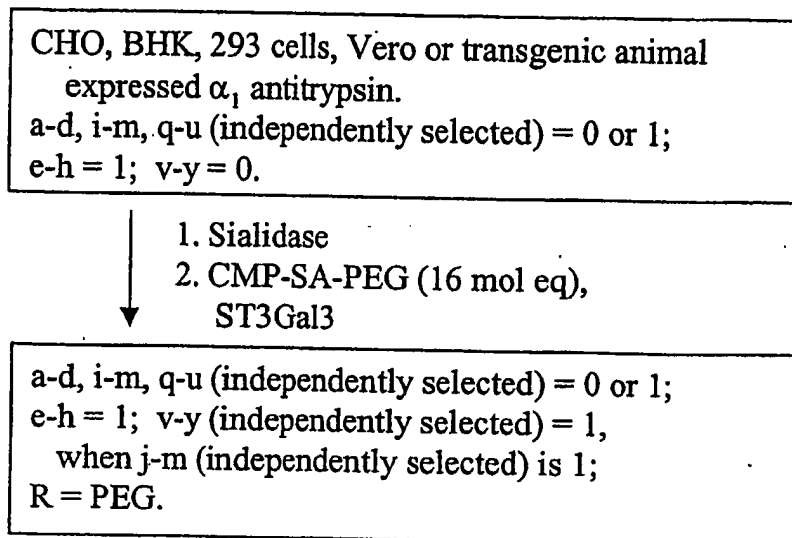 CHO, BHK, 293 cells, Vero or transgenic animal
expressed α₁ antitrypsin.
a-d, i-m, q-u (independently selected) = 0 or 1;
e-h = 1; v-y = 0.
1. Sialidase
2. CMP-SA-PEG (16 mol eq),
ST3Gal3
a-d, i-m, q-u (independently selected) = 0 or 1;
e-h = 1; v-y (independently selected) = 1,
when j-m (independently selected) is 1;
R = PEG.